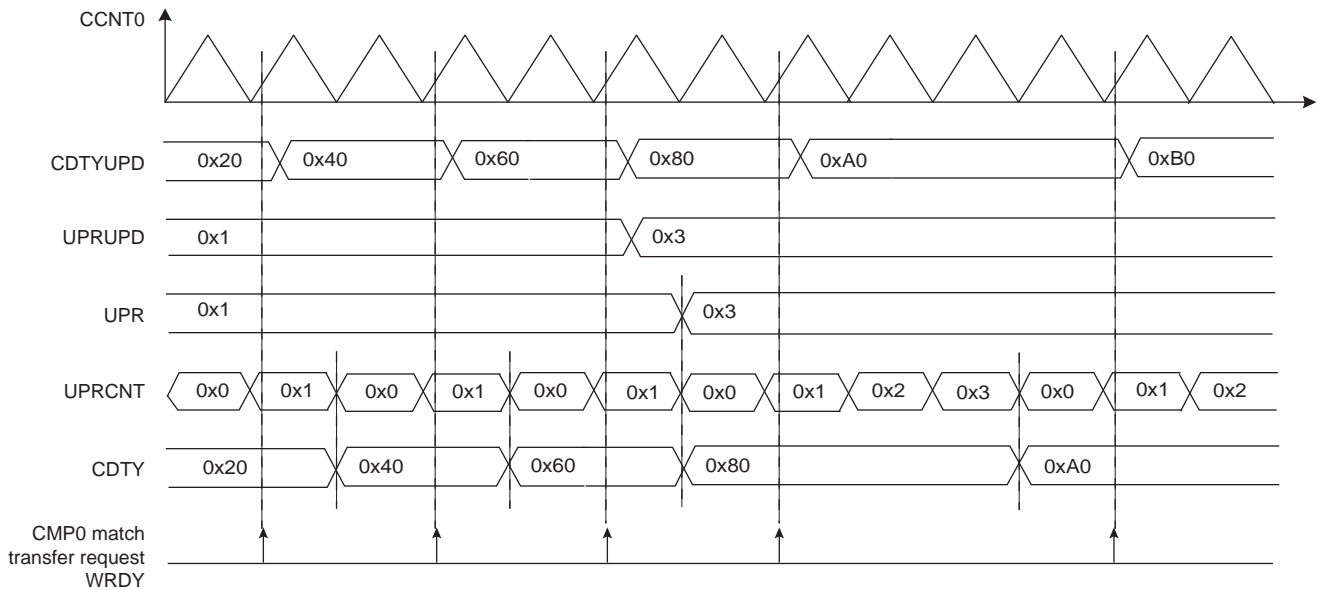 CCNT0
CDTYUPD 0x20 0x40 0x60 0x80 0xA0 0xB0
UPRUPD 0x1 0x3
UPR 0x1 0x3
UPRCNT 0x0 0x1 0x0 0x1 0x0 0x1 0x0 0x1 0x2 0x3 0x0 0x1 0x2
CDTY 0x20 0x40 0x60 0x80 0xA0
CMP0 match
transfer request
WRDY